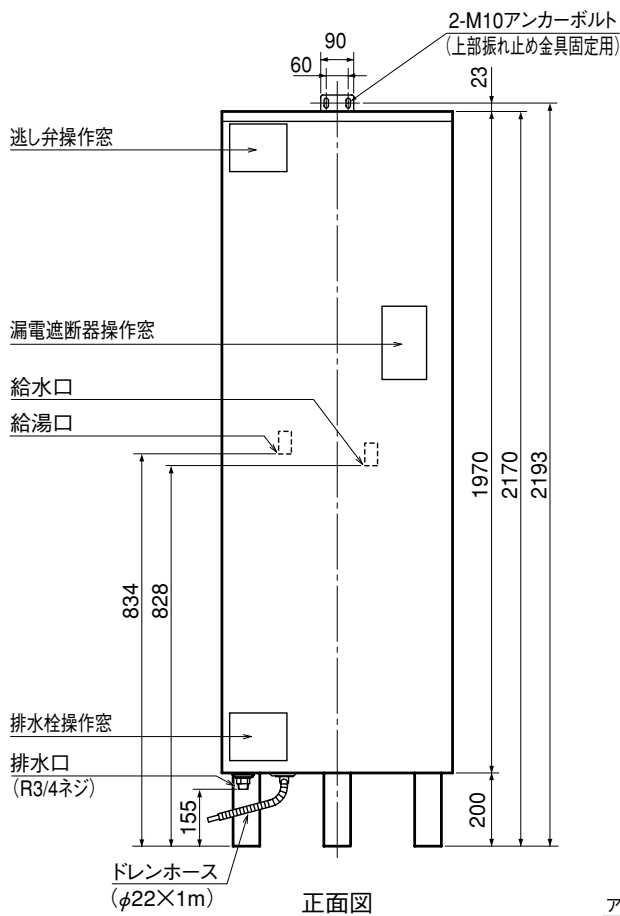 2-M10アンカーボルト
(上部振れ止め金具固定用)
90
60
23
逃し弁操作窓
漏電遮断器操作窓
給水口
給湯口
1970
2170
2193
834
828
排水栓操作窓
排水口
(R3/4ネジ)
155
200
ドレンホース
(φ22×1m)
正面図
ア